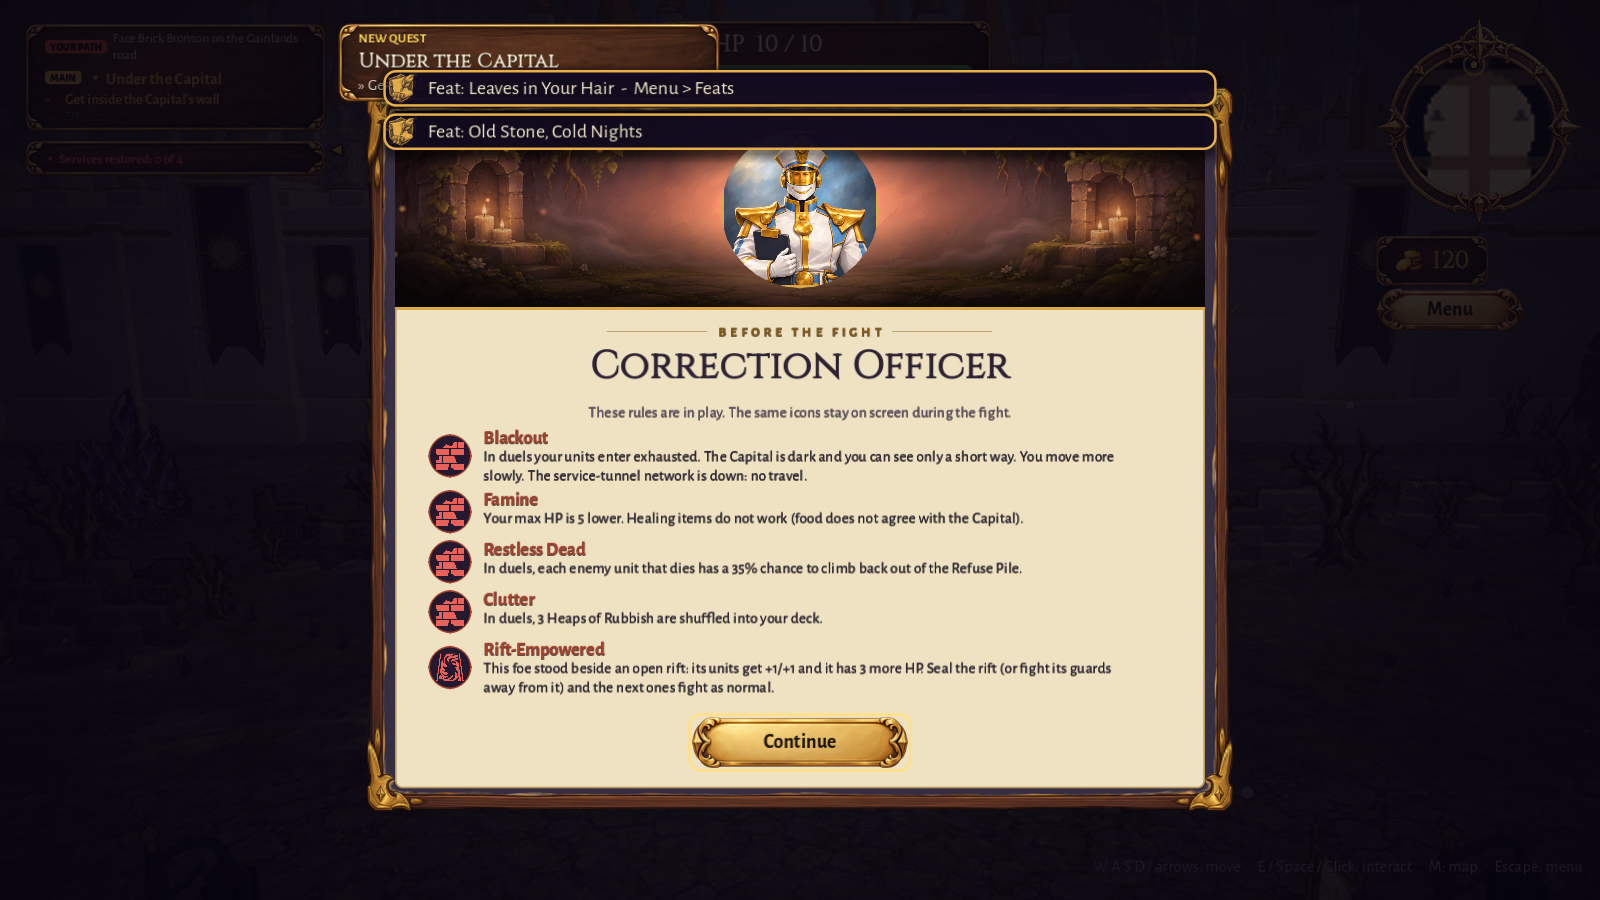 YOUR PATH Face Brick Bronson on the Gainlands
road.
MAIN Under the Capital
Get inside the Capital's wall
???
Services restored: 0 of 4
NEW QUEST
UNDER THE CAPITAL
» Ge
HP 10 / 10
Feat: Leaves in Your Hair - Menu > Feats
Feat: Old Stone, Cold Nights
120
Menu
BEFORE THE FIGHT
CORRECTION OFFICER
These rules are in play. The same icons stay on screen during the fight.
Blackout
In duels your units enter exhausted. The Capital is dark and you can see only a short way. You move more
slowly. The service-tunnel network is down: no travel.
Famine
Your max HP is 5 lower. Healing items do not work (food does not agree with the Capital).
Restless Dead
In duels, each enemy unit that dies has a 35% chance to climb back out of the Refuse Pile.
Clutter
In duels, 3 Heaps of Rubbish are shuffled into your deck.
Rift-Empowered
This foe stood beside an open rift: its units get +1/+1 and it has 3 more HP. Seal the rift (or fight its guards
away from it) and the next ones fight as normal.
Continue
W A S D / arrows: move E / Space / Click: interact M: map Escape: menu